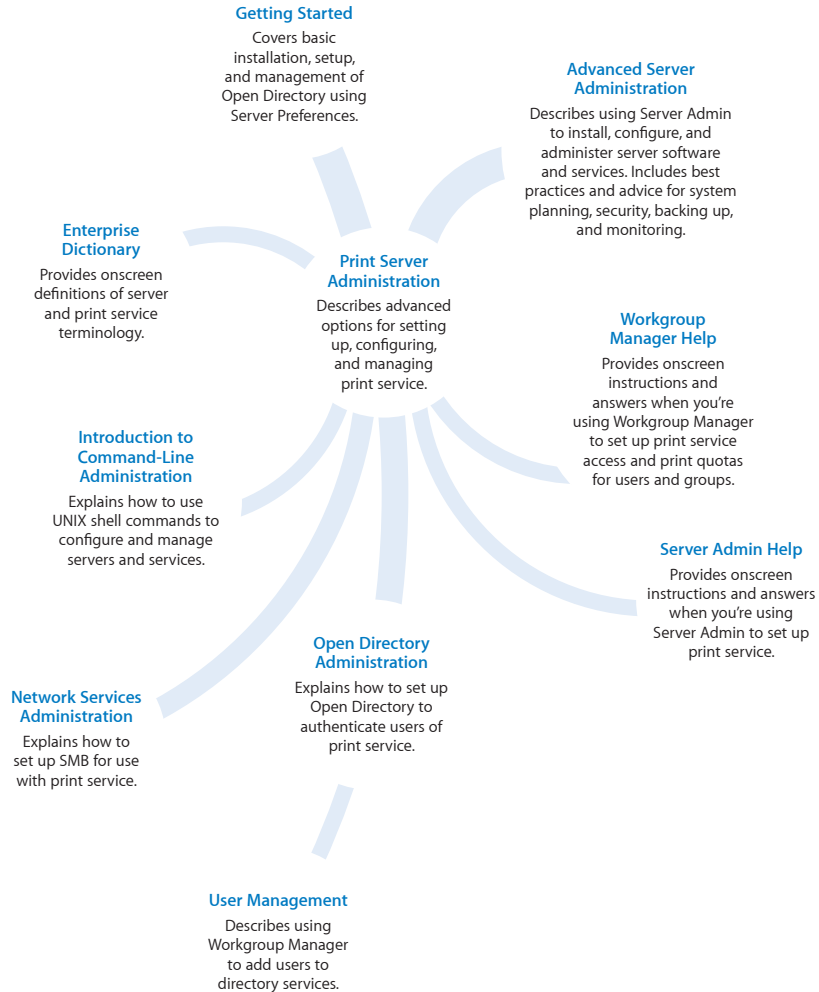 Getting Started
Covers basic
installation, setup,
and management of
Open Directory using
Server Preferences.
Advanced Server
Administration
Describes using Server Admin
to install, configure, and
administer server software
and services. Includes best
practices and advice for system
planning, security, backing up,
and monitoring.
Enterprise
Dictionary
Provides onscreen
definitions of server
and print service
terminology.
Print Server
Administration
Describes advanced
options for setting
up, configuring,
and managing
print service.
Workgroup
Manager Help
Provides onscreen
instructions and
answers when you’re
using Workgroup Manager
to set up print service
access and print quotas
for users and groups.
Introduction to
Command-Line
Administration
Explains how to use
UNIX shell commands to
configure and manage
servers and services.
Server Admin Help
Provides onscreen
instructions and answers
when you’re using
Server Admin to set up
print service.
Open Directory
Administration
Explains how to set up
Open Directory to
authenticate users of
print service.
Network Services
Administration
Explains how to
set up SMB for use
with print service.
User Management
Describes using
Workgroup Manager
to add users to
directory services.